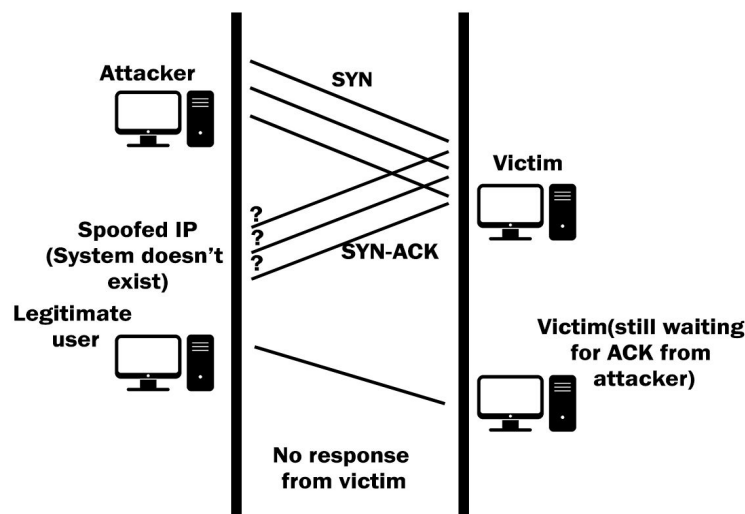 Attacker
SYN
Victim
?
?
?
Spoofed IP
(System doesn't
exist)
SYN-ACK
Legitimate
user
Victim(still waiting
for ACK from
attacker)
No response
from victim